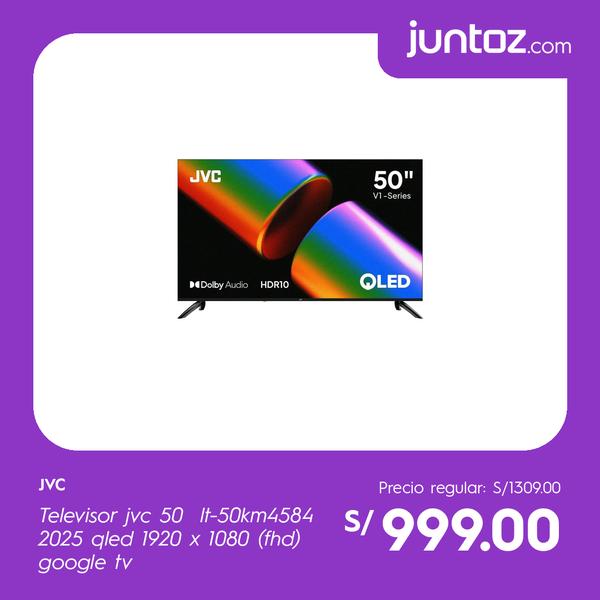 juntoz.com
JVC
50"
V1-Series
Dolby Audio HDR10
QLED
JVC
Televisor jvc 50 lt-50km4584
2025 qled 1920 x 1080 (fhd)
google tv
Precio regular: S/1309.00
S/ 999.00